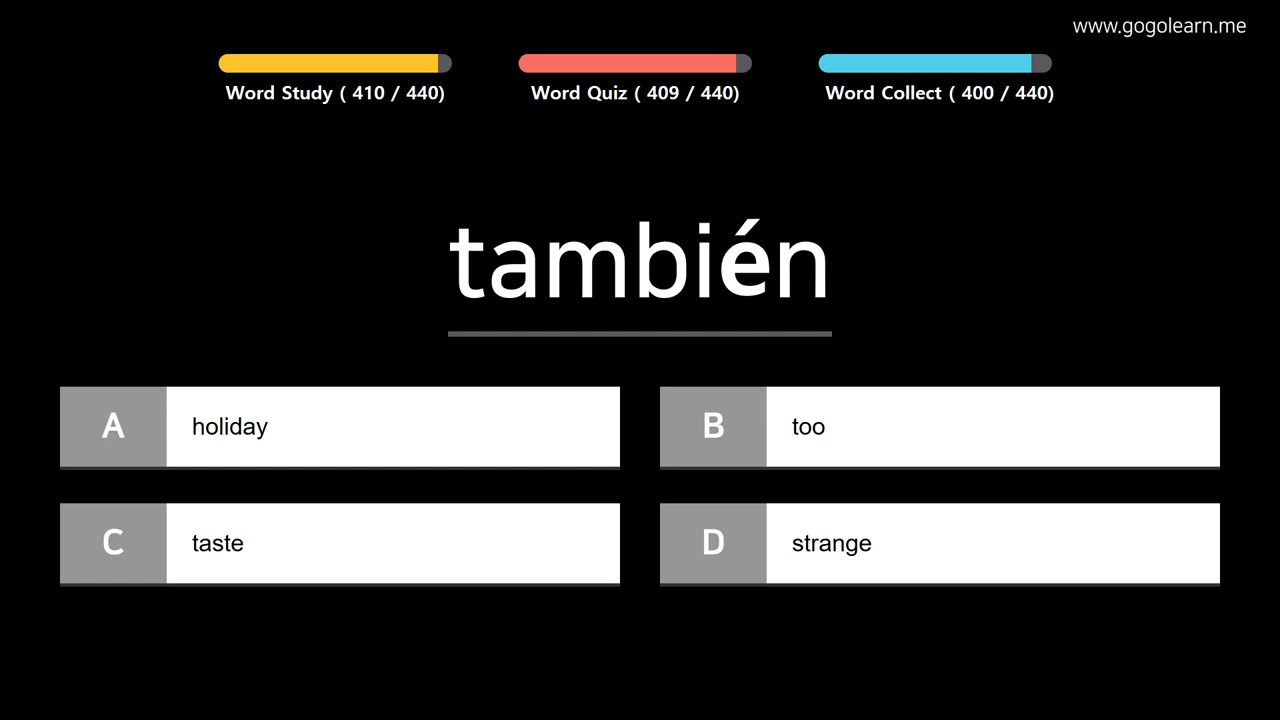 www.gogolearn.me
Word Study ( 410 / 440)
Word Quiz ( 409 / 440)
Word Collect ( 400 / 440)
también
A holiday
B too
C taste
D strange